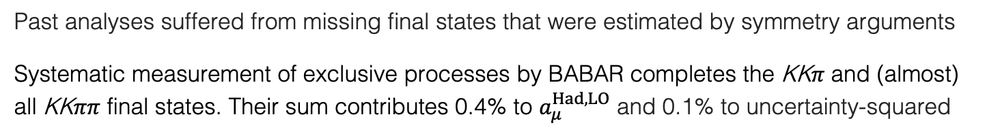 Past analyses suffered from missing final states that were estimated by symmetry arguments
Systematic measurement of exclusive processes by BABAR completes the KKπ and (almost)
all KKππ final states. Their sum contributes 0.4% to a_μ^{Had,LO} and 0.1% to uncertainty-squared